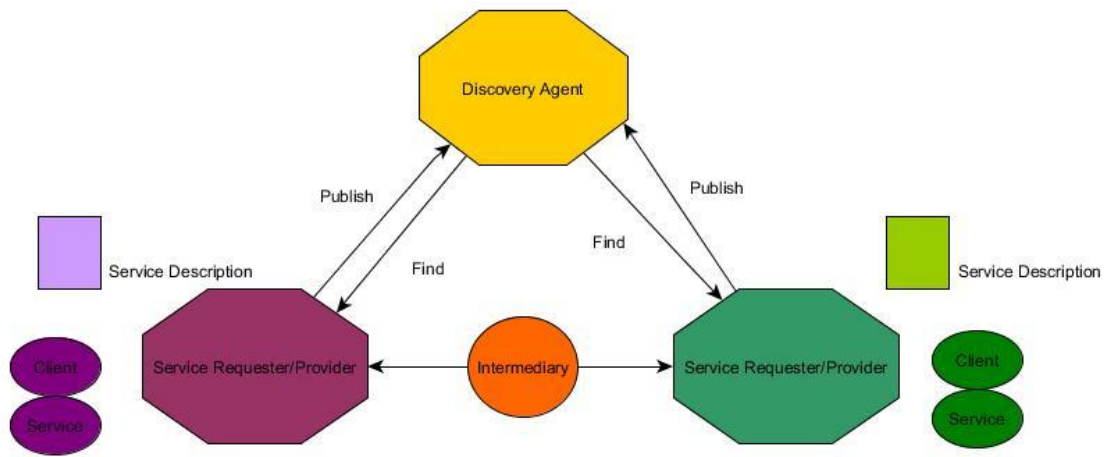 Discovery Agent
Publish
Publish
Find
Find
Service Description
Service Description
Client
Service Requester/Provider
Intermediary
Service Requester/Provider
Client
Service
Service